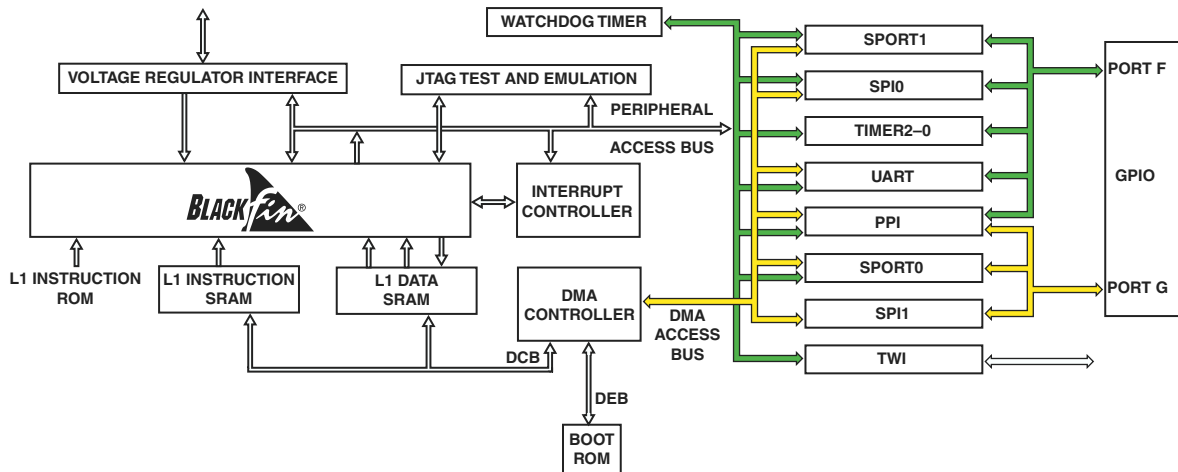 WATCHDOG TIMER
VOLTAGE REGULATOR INTERFACE
JTAG TEST AND EMULATION
PERIPHERAL
ACCESS BUS
BLACKfin®
INTERRUPT
CONTROLLER
L1 INSTRUCTION
ROM
L1 INSTRUCTION
SRAM
L1 DATA
SRAM
DMA
CONTROLLER
DMA
ACCESS
BUS
DCB
DEB
BOOT
ROM
SPORT1
SPI0
TIMER2–0
UART
PPI
SPORT0
SPI1
TWI
PORT F
GPIO
PORT G